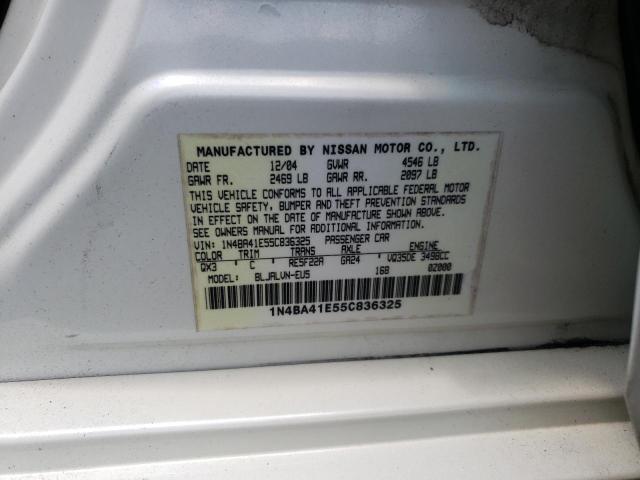 MANUFACTURED BY NISSAN MOTOR CO., LTD.
DATE 12/04 GVWR 4546 LB
GAWR FR. 2469 LB GAWR RR. 2097 LB
THIS VEHICLE CONFORMS TO ALL APPLICABLE FEDERAL MOTOR
VEHICLE SAFETY, BUMPER AND THEFT PREVENTION STANDARDS
IN EFFECT ON THE DATE OF MANUFACTURE SHOWN ABOVE.
SEE OWNERS MANUAL FOR ADDITIONAL INFORMATION.
VIN: 1N4BA41E55C836325 PASSENGER CAR
COLOR TRIM TRANS AXLE ENGINE
QX3 C RE5F22A GA24 VQ35DE 3498CC
MODEL: BLJALVN-EUS 16B 02000
1N4BA41E55C836325